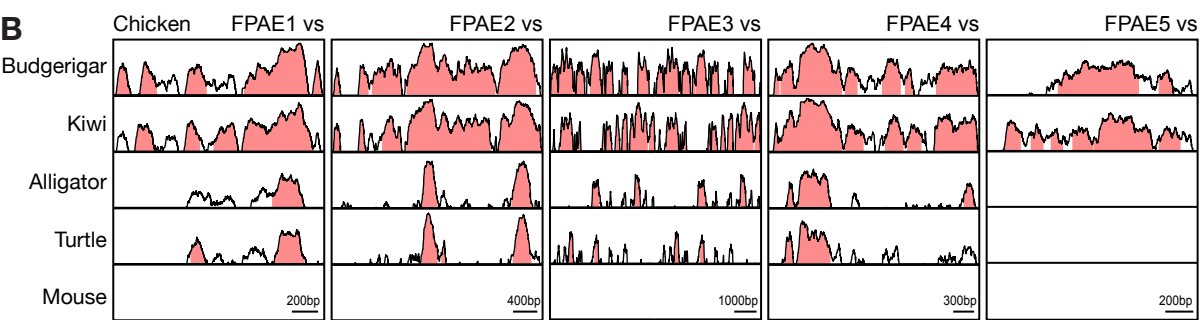 B
Chicken FPAE1 vs FPAE2 vs FPAE3 vs FPAE4 vs FPAE5 vs
Budgerigar
Kiwi
Alligator
Turtle
Mouse 200bp 400bp 1000bp 300bp 200bp